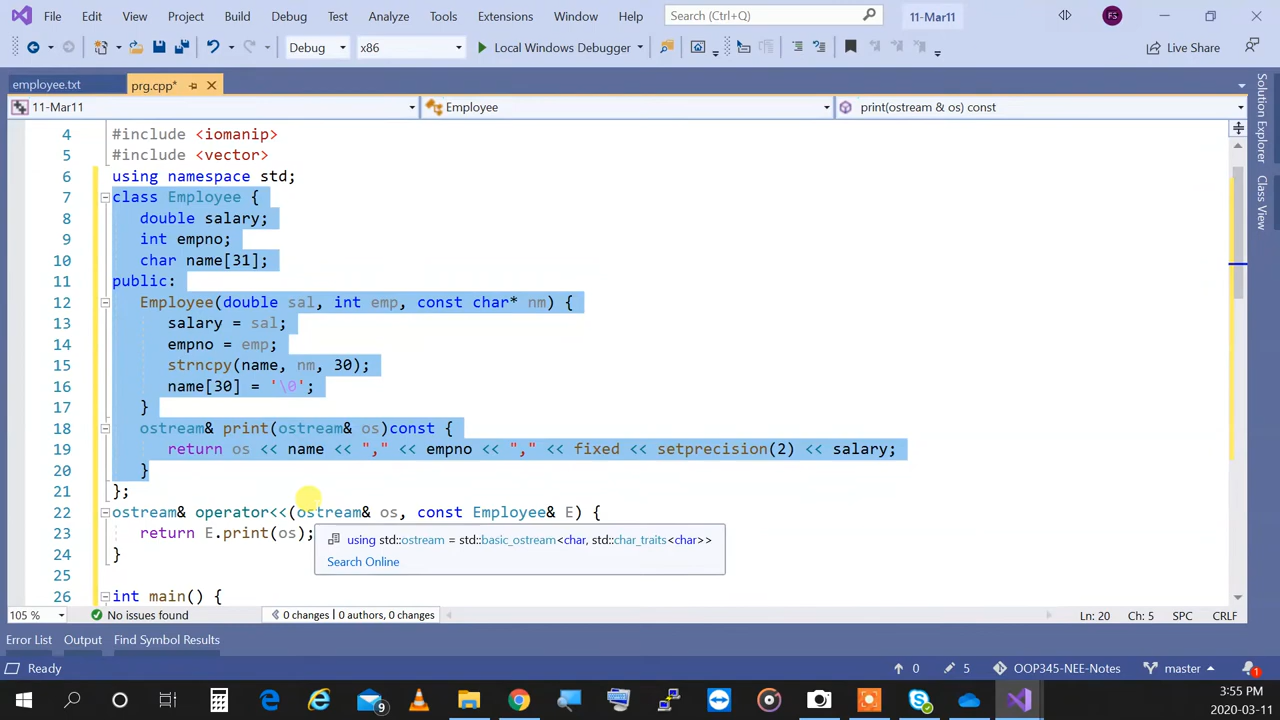 File Edit View Project Build Debug Test Analyze Tools Extensions Window Help Search (Ctrl+Q) 11-Mar11 FS
Debug x86 Local Windows Debugger Live Share
employee.txt prg.cpp*
11-Mar11 Employee print(ostream & os) const
4 #include <iomanip>
5 #include <vector>
6 using namespace std;
7 class Employee {
8 double salary;
9 int empno;
10 char name[31];
11 public:
12 Employee(double sal, int emp, const char* nm) {
13 salary = sal;
14 empno = emp;
15 strncpy(name, nm, 30);
16 name[30] = '\0';
17 }
18 ostream& print(ostream& os)const {
19 return os << name << "," << empno << "," << fixed << setprecision(2) << salary;
20 }
21 };
22 ostream& operator<<(ostream& os, const Employee& E) {
23 return E.print(os);
using std::ostream = std::basic_ostream<char, std::char_traits<char>>
24 }
Search Online
25
26 int main() {
Solution Explorer
Class View
105 % No issues found 0 changes | 0 authors, 0 changes Ln: 20 Ch: 5 SPC CRLF
Error List Output Find Symbol Results
Ready 0 5 OOP345-NEE-Notes master 1
9 3:55 PM
2020-03-11